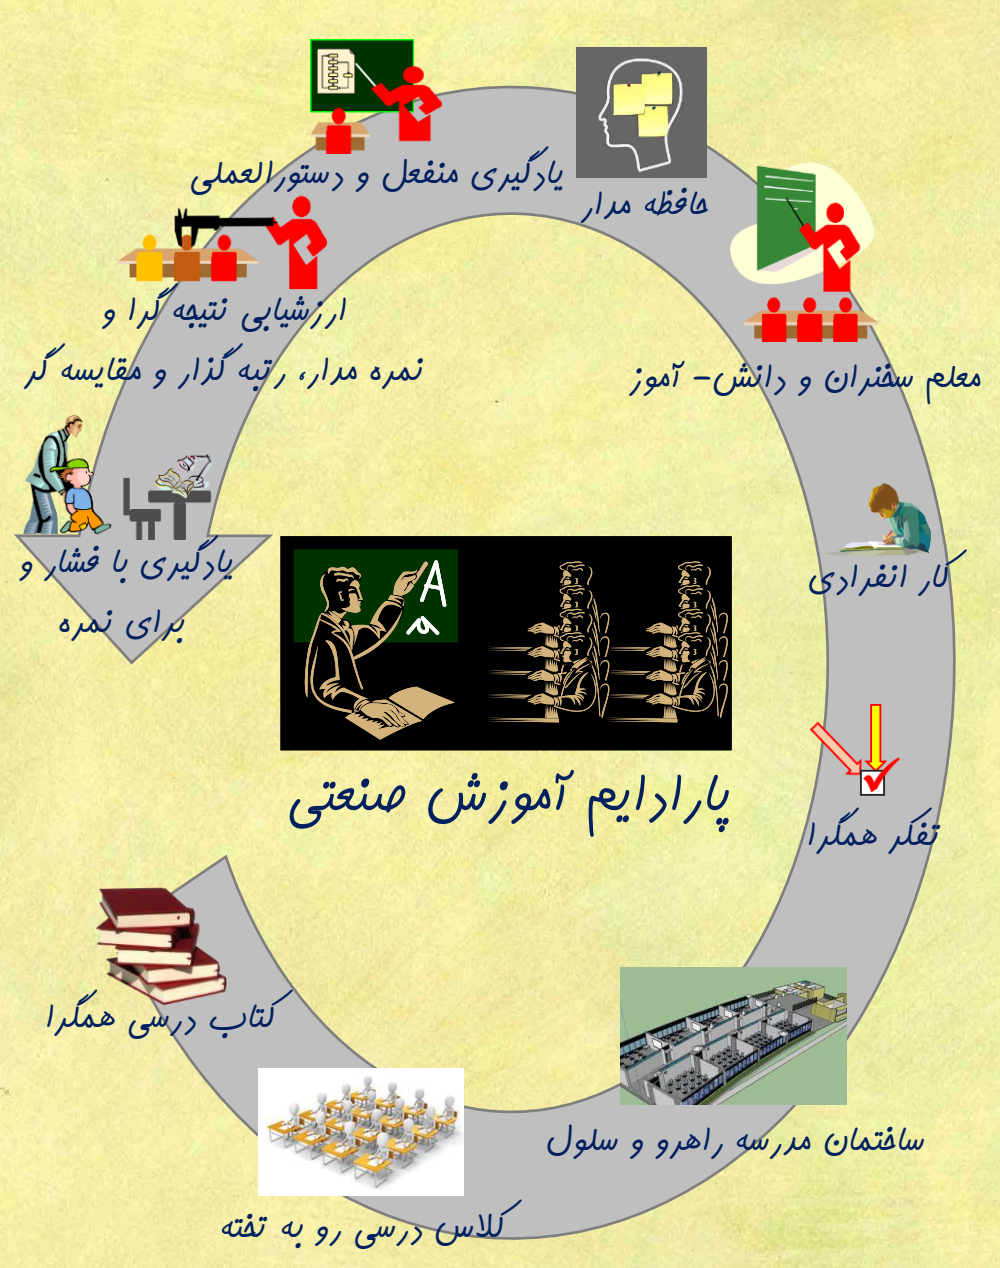 یادگیری منفعل و دستورالعملی
حافظه مدار
ارزشیابی نتیجه گرا و
نمره مدار، رتبه گذار و مقایسه گر
معلم سخنران و دانش- آموز
یادگیری با فشار و
برای نمره
کار انفرادی
A
پارادایم آموزش صنعتی
تفکر همگرا
کتاب درسی همگرا
ساختمان مدرسه راهرو و سلول
کلاس درسی رو به تخته